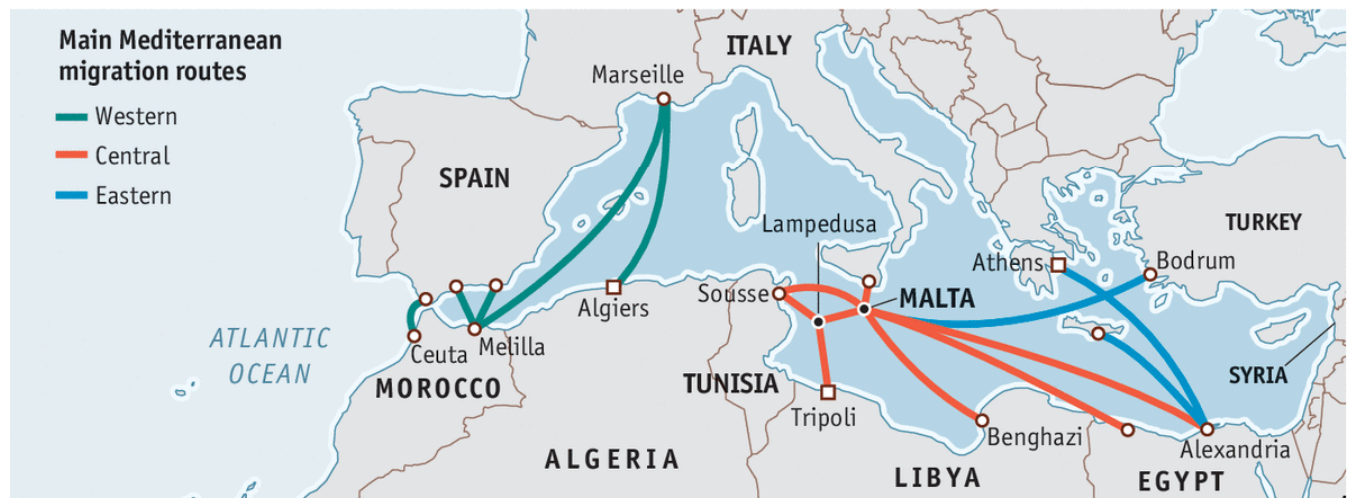 Main Mediterranean
migration routes
Western
Central
Eastern
ITALY
Marseille
SPAIN
Lampedusa
TURKEY
Athens
Bodrum
Sousse
MALTA
Algiers
ATLANTIC
OCEAN
Ceuta
Melilla
MOROCCO
TUNISIA
SYRIA
Tripoli
Benghazi
Alexandria
ALGERIA
LIBYA
EGYPT